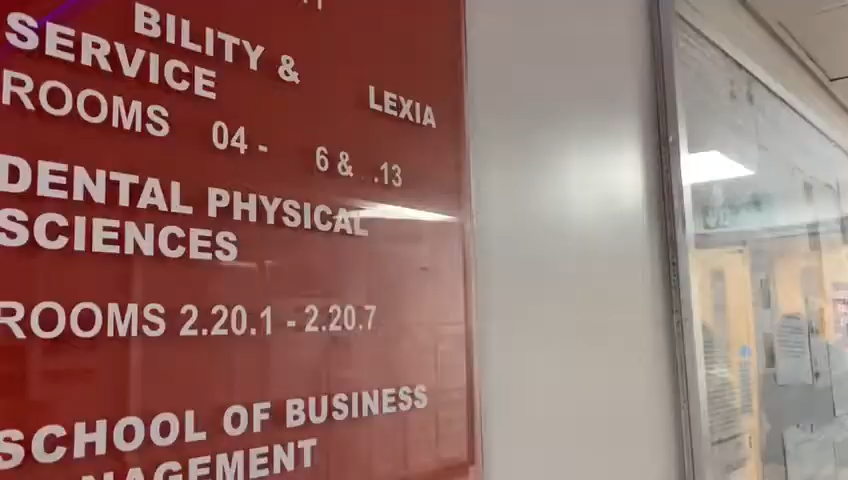 BILITY &
SERVICE
LEXIA
ROOMS 04 - 6 & .13
DENTAL PHYSICAL
SCIENCES
ROOMS 2.20.1 - 2.20.7
SCHOOL OF BUSINESS
NAGEMENT